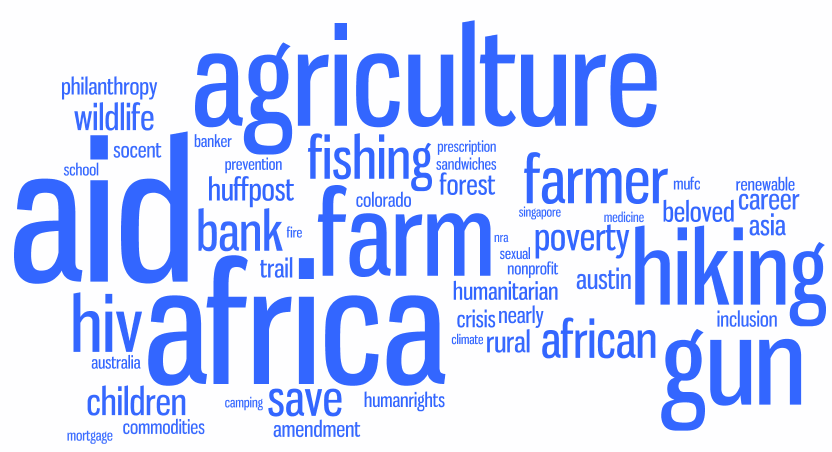 agriculture
philanthropy
wildlife
banker
socent
school
aid
prevention
fishing
prescription
sandwiches
forest
huffpost
colorado
farmer
mufc
renewable
career
singapore
medicine
beloved
asia
bank
fire
farm
nra
poverty
sexual
nonprofit
trail
austin
hiking
hiv
africa
humanitarian
crisis
nearly
inclusion
climate
rural
african
gun
australia
children
camping
save
humanrights
mortgage
commodities
amendment